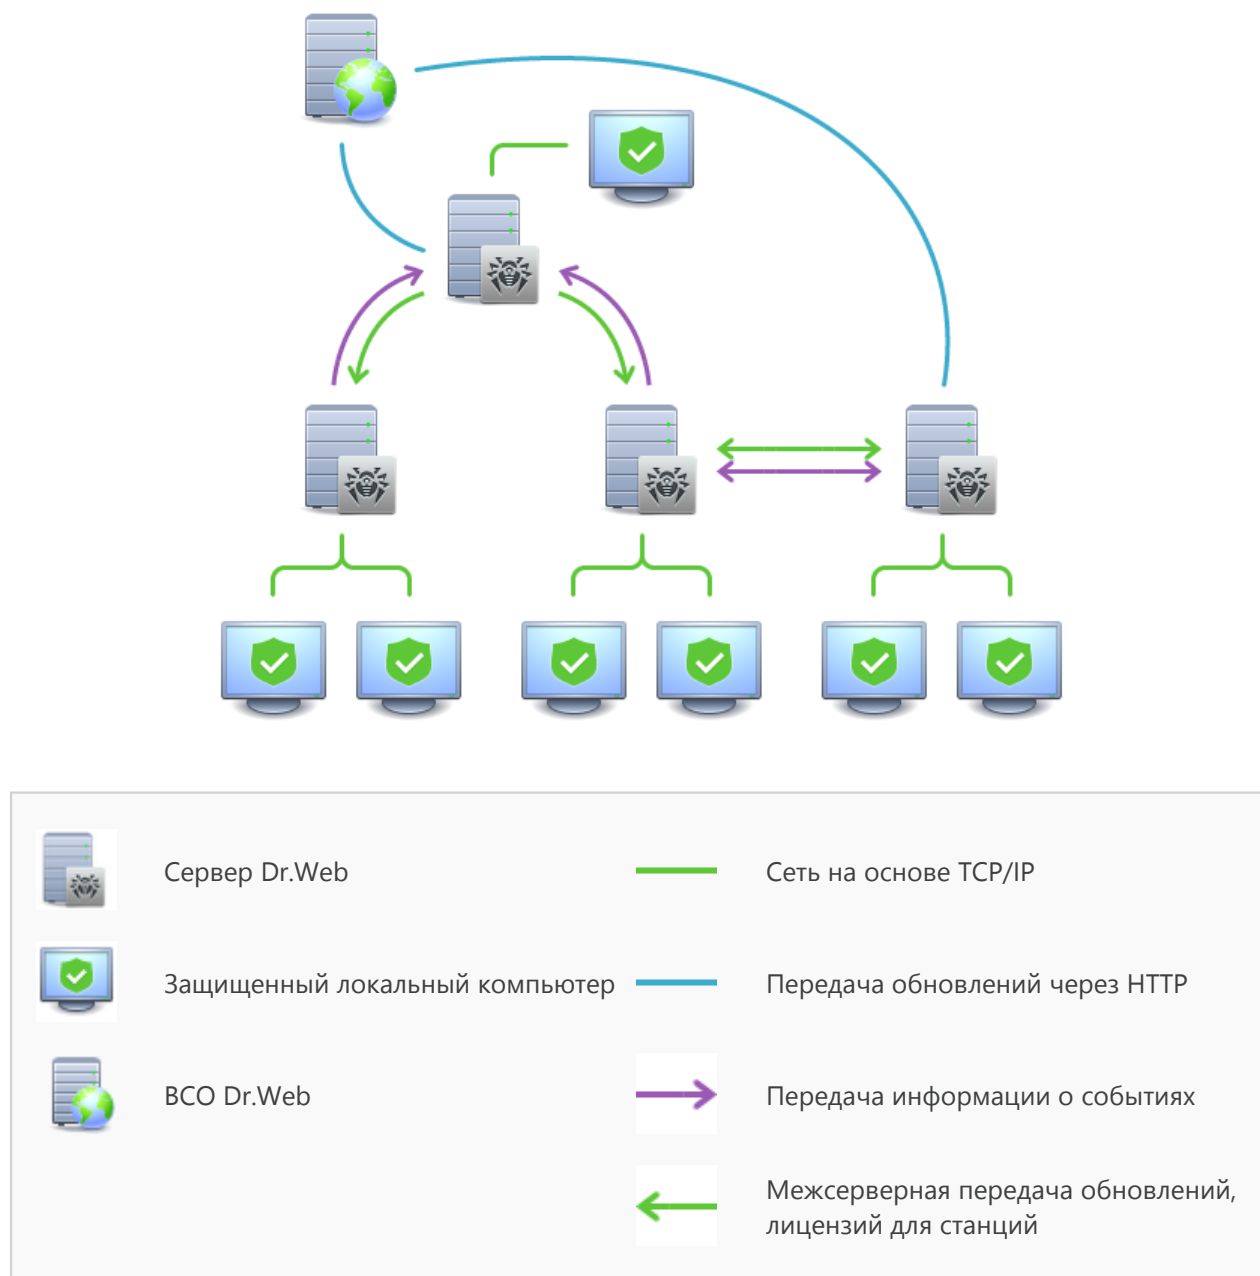 Сервер Dr.Web
Сеть на основе TCP/IP
Защищенный локальный компьютер
Передача обновлений через HTTP
ВСО Dr.Web
Передача информации о событиях
Межсерверная передача обновлений,
лицензий для станций